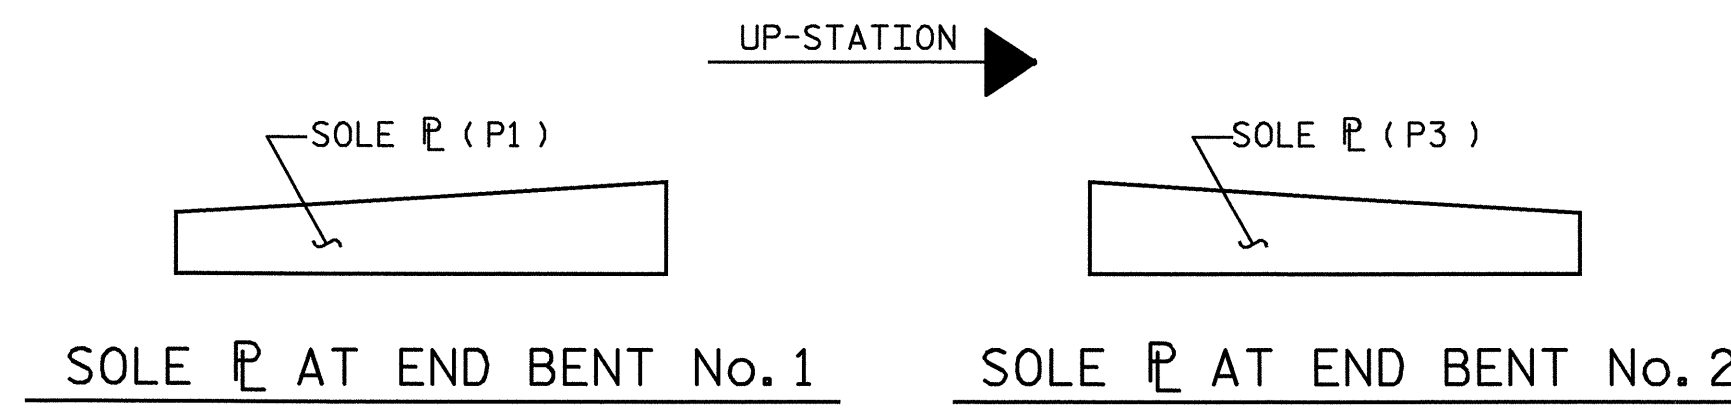 UP-STATION
SOLE ⅊ ( P1 )
SOLE ⅊ ( P3 )
SOLE ⅊ AT END BENT No. 1
SOLE ⅊ AT END BENT No. 2